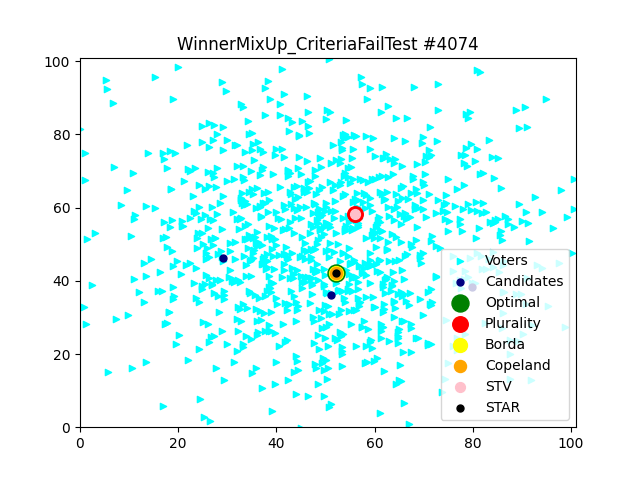 WinnerMixUp_CriteriaFailTest #4074
100
80
60
40
20
0
0
20
40
60
80
100
Voters
Candidates
Optimal
Plurality
Borda
Copeland
STV
STAR